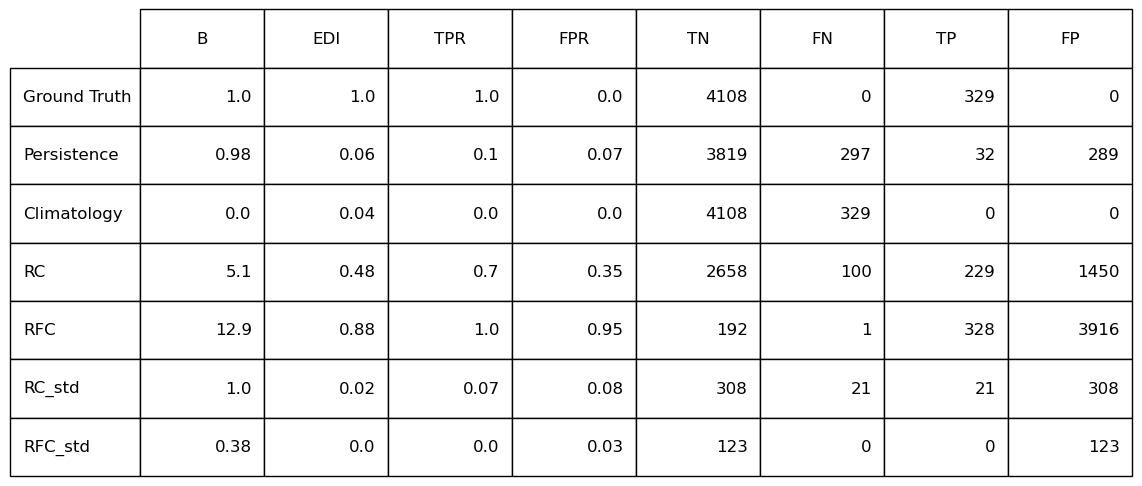 B EDI TPR FPR TN FN TP FP
Ground Truth 1.0 1.0 1.0 0.0 4108 0 329 0
Persistence 0.98 0.06 0.1 0.07 3819 297 32 289
Climatology 0.0 0.04 0.0 0.0 4108 329 0 0
RC 5.1 0.48 0.7 0.35 2658 100 229 1450
RFC 12.9 0.88 1.0 0.95 192 1 328 3916
RC_std 1.0 0.02 0.07 0.08 308 21 21 308
RFC_std 0.38 0.0 0.0 0.03 123 0 0 123